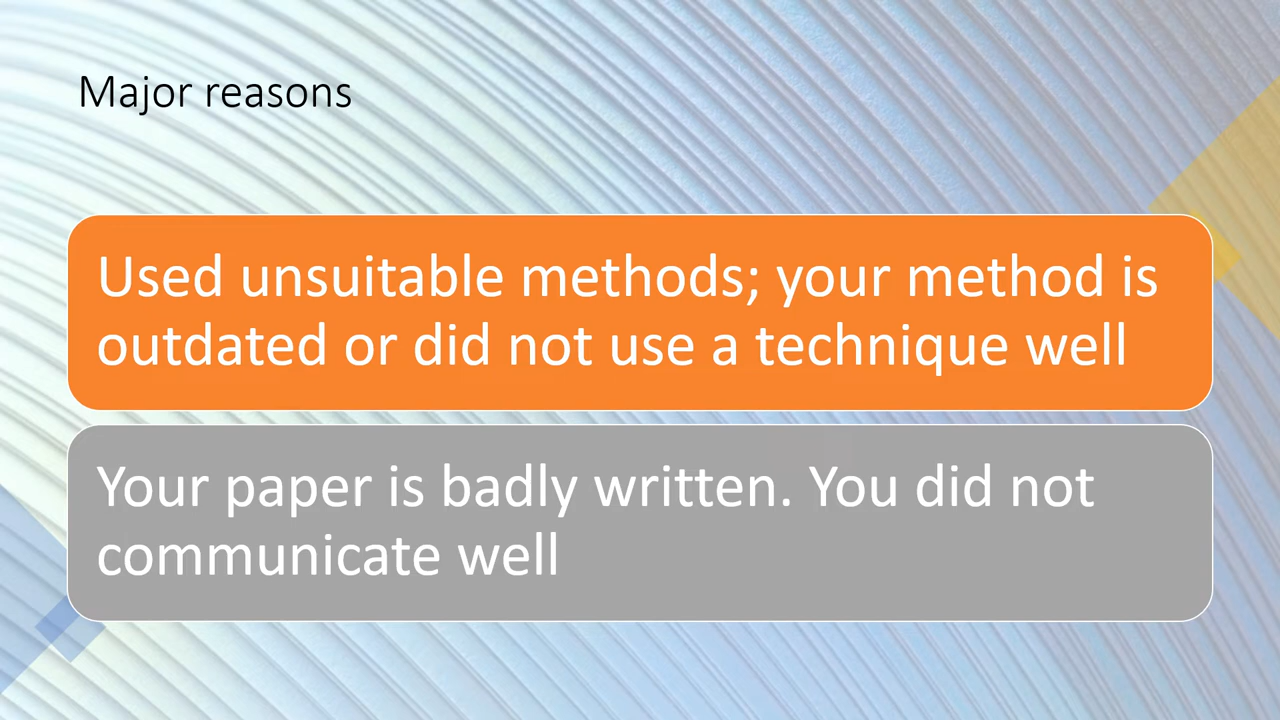 Major reasons
Used unsuitable methods; your method is
outdated or did not use a technique well
Your paper is badly written. You did not
communicate well